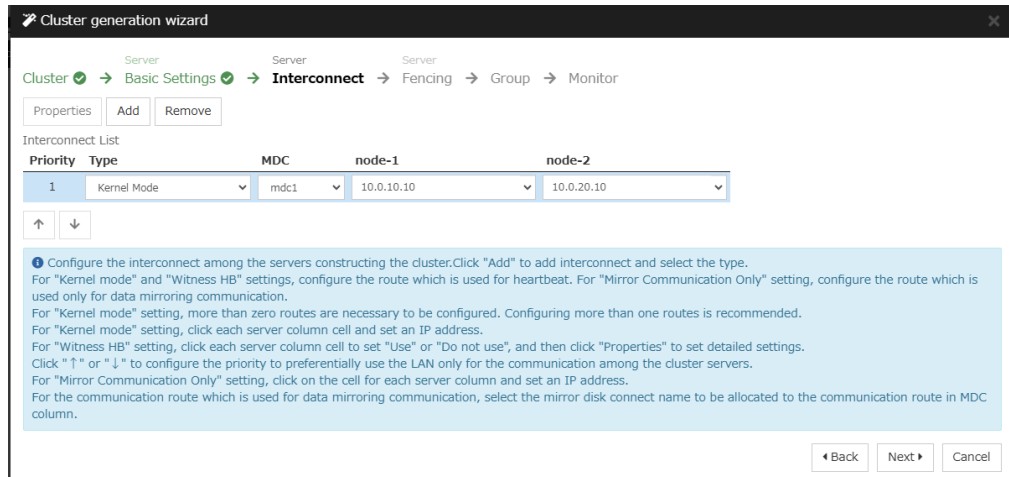 Cluster generation wizard
Server Server Server
Cluster → Basic Settings → Interconnect → Fencing → Group → Monitor
Properties Add Remove
Interconnect List
Priority Type MDC node-1 node-2
1 Kernel Mode mdc1 10.0.10.10 10.0.20.10
↑ ↓
Configure the interconnect among the servers constructing the cluster.Click "Add" to add interconnect and select the type.
For "Kernel mode" and "Witness HB" settings, configure the route which is used for heartbeat. For "Mirror Communication Only" setting, configure the route which is
used only for data mirroring communication.
For "Kernel mode" setting, more than zero routes are necessary to be configured. Configuring more than one routes is recommended.
For "Kernel mode" setting, click each server column cell and set an IP address.
For "Witness HB" setting, click each server column cell to set "Use" or "Do not use", and then click "Properties" to set detailed settings.
Click "↑" or "↓" to configure the priority to preferentially use the LAN only for the communication among the cluster servers.
For "Mirror Communication Only" setting, click on the cell for each server column and set an IP address.
For the communication route which is used for data mirroring communication, select the mirror disk connect name to be allocated to the communication route in MDC
column.
Back Next Cancel